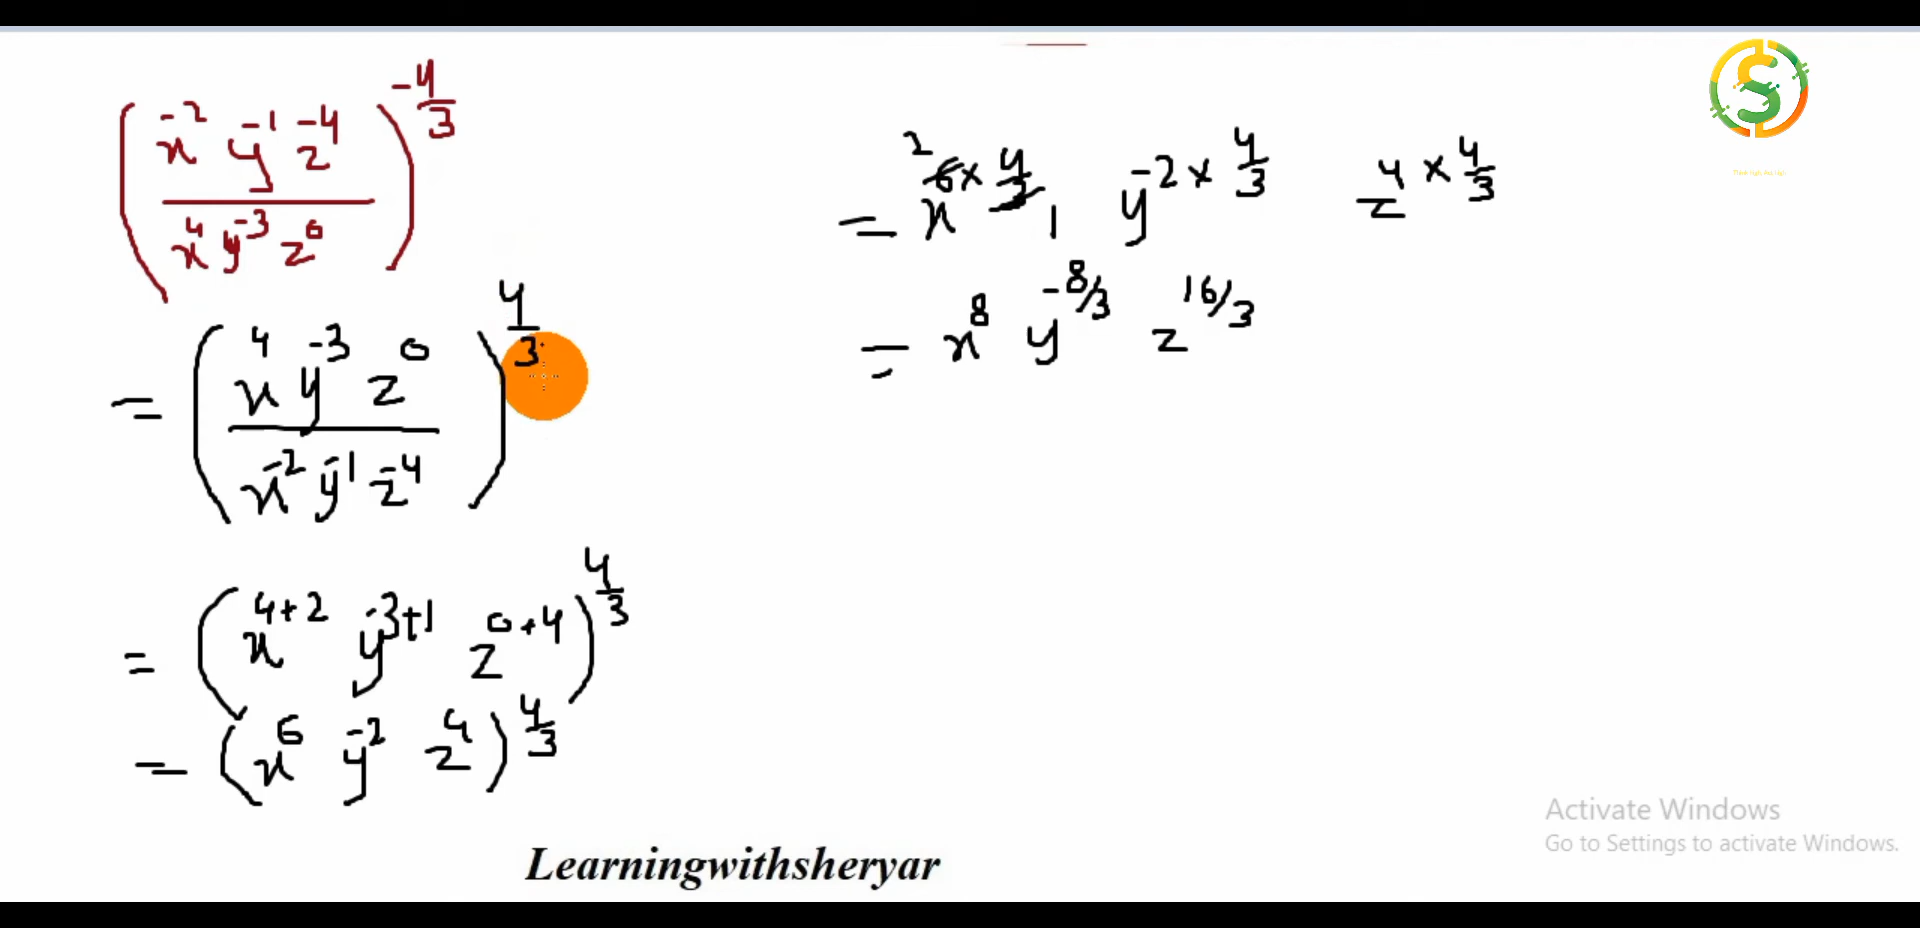 (x^-2 y^-1 z^-4 / x^4 y^-3 z^0)^-4/3
= (x^4 y^-3 z^0 / x^-2 y^-1 z^-4)^4/3
= (x^4+2 y^-3+1 z^0+4)^4/3
= (x^6 y^-2 z^4)^4/3
= x^6×4/3 2 1 y^-2×4/3 z^4×4/3
= x^8 y^-8/3 z^16/3
S
Learningwithsheryar
Activate Windows
Go to Settings to activate Windows.